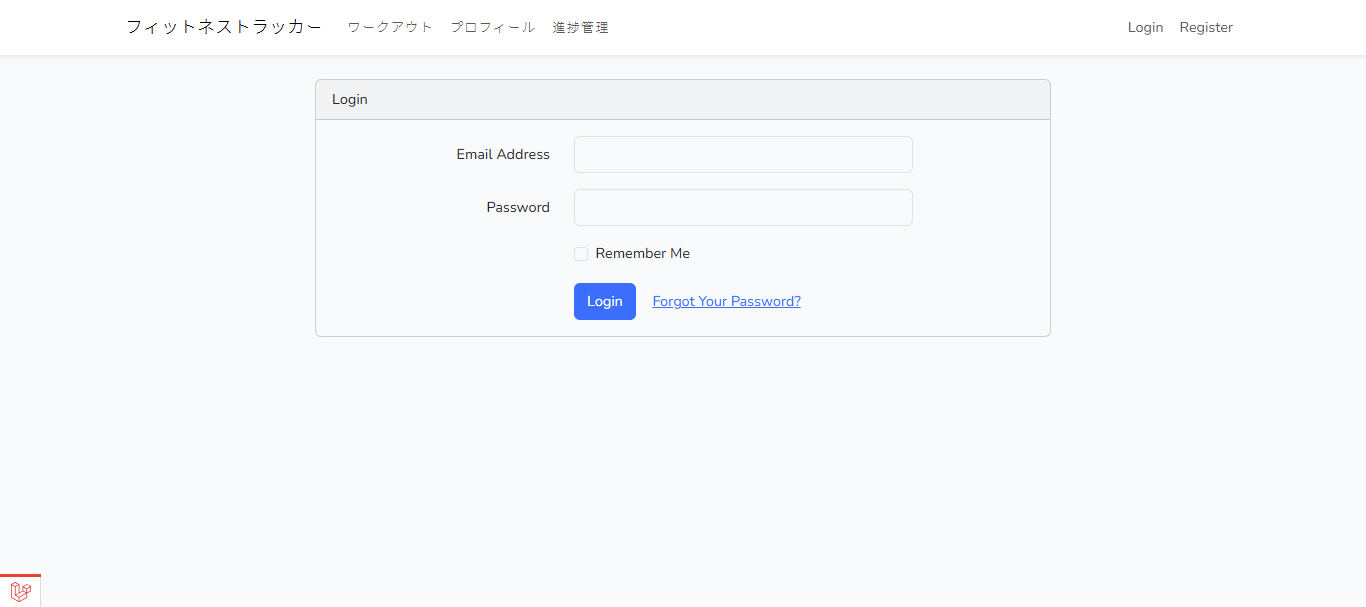 フィットネストラッカー ワークアウト プロフィール 進捗管理 Login Register
Login
Email Address
Password
Remember Me
Login Forgot Your Password?